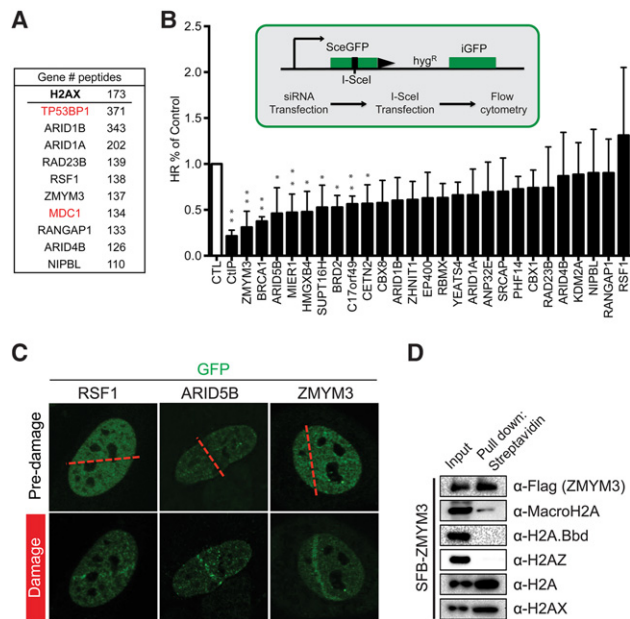 A
Gene # peptides
H2AX 173
TP53BP1 371
ARID1B 343
ARID1A 202
RAD23B 139
RSF1 138
ZMYM3 137
MDC1 134
RANGAP1 133
ARID4B 126
NIPBL 110
B
HR % of Control
2.5
2.0
1.5
1.0
0.5
0.0
SceGFP
hygR
iGFP
I-SceI
siRNA Transfection
I-SceI Transfection
Flow cytometry
CTL
CtIP
ZMYM3
BRCA1
ARID5B
MIER1
HMGXB4
SUPT16H
BRD2
C17orf49
CETN2
CBX8
ARID1B
ZHNIT1
EP400
RBMX
YEATS4
ARID1A
ANP32E
SRCAP
PHF14
CBX1
RAD23B
ARID4B
KDM2A
NIPBL
RANGAP1
RSF1
C
GFP
RSF1 ARID5B ZMYM3
Pre-damage
Damage
D
Input
Pull down:
Streptavidin
SFB-ZMYM3
α-Flag (ZMYM3)
α-MacroH2A
α-H2A.Bbd
α-H2AZ
α-H2A
α-H2AX